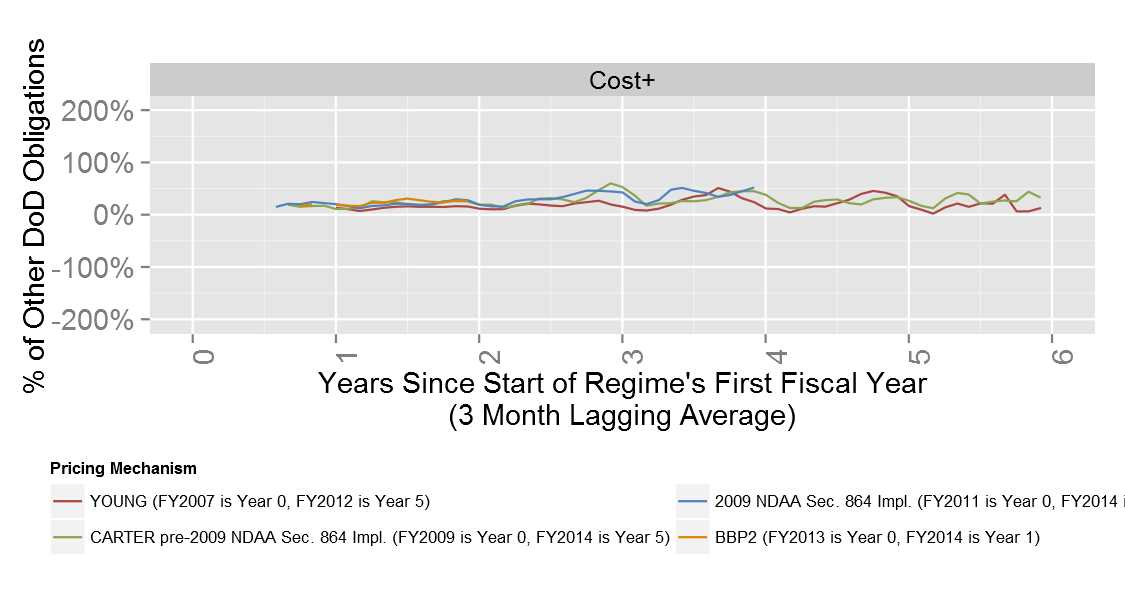 Cost+
% of Other DoD Obligations
200%
100%
0%
-100%
-200%
0
1
2
3
4
5
6
Years Since Start of Regime's First Fiscal Year
(3 Month Lagging Average)
Pricing Mechanism
YOUNG (FY2007 is Year 0, FY2012 is Year 5)
2009 NDAA Sec. 864 Impl. (FY2011 is Year 0, FY2014 i
CARTER pre-2009 NDAA Sec. 864 Impl. (FY2009 is Year 0, FY2014 is Year 5)
BBP2 (FY2013 is Year 0, FY2014 is Year 1)